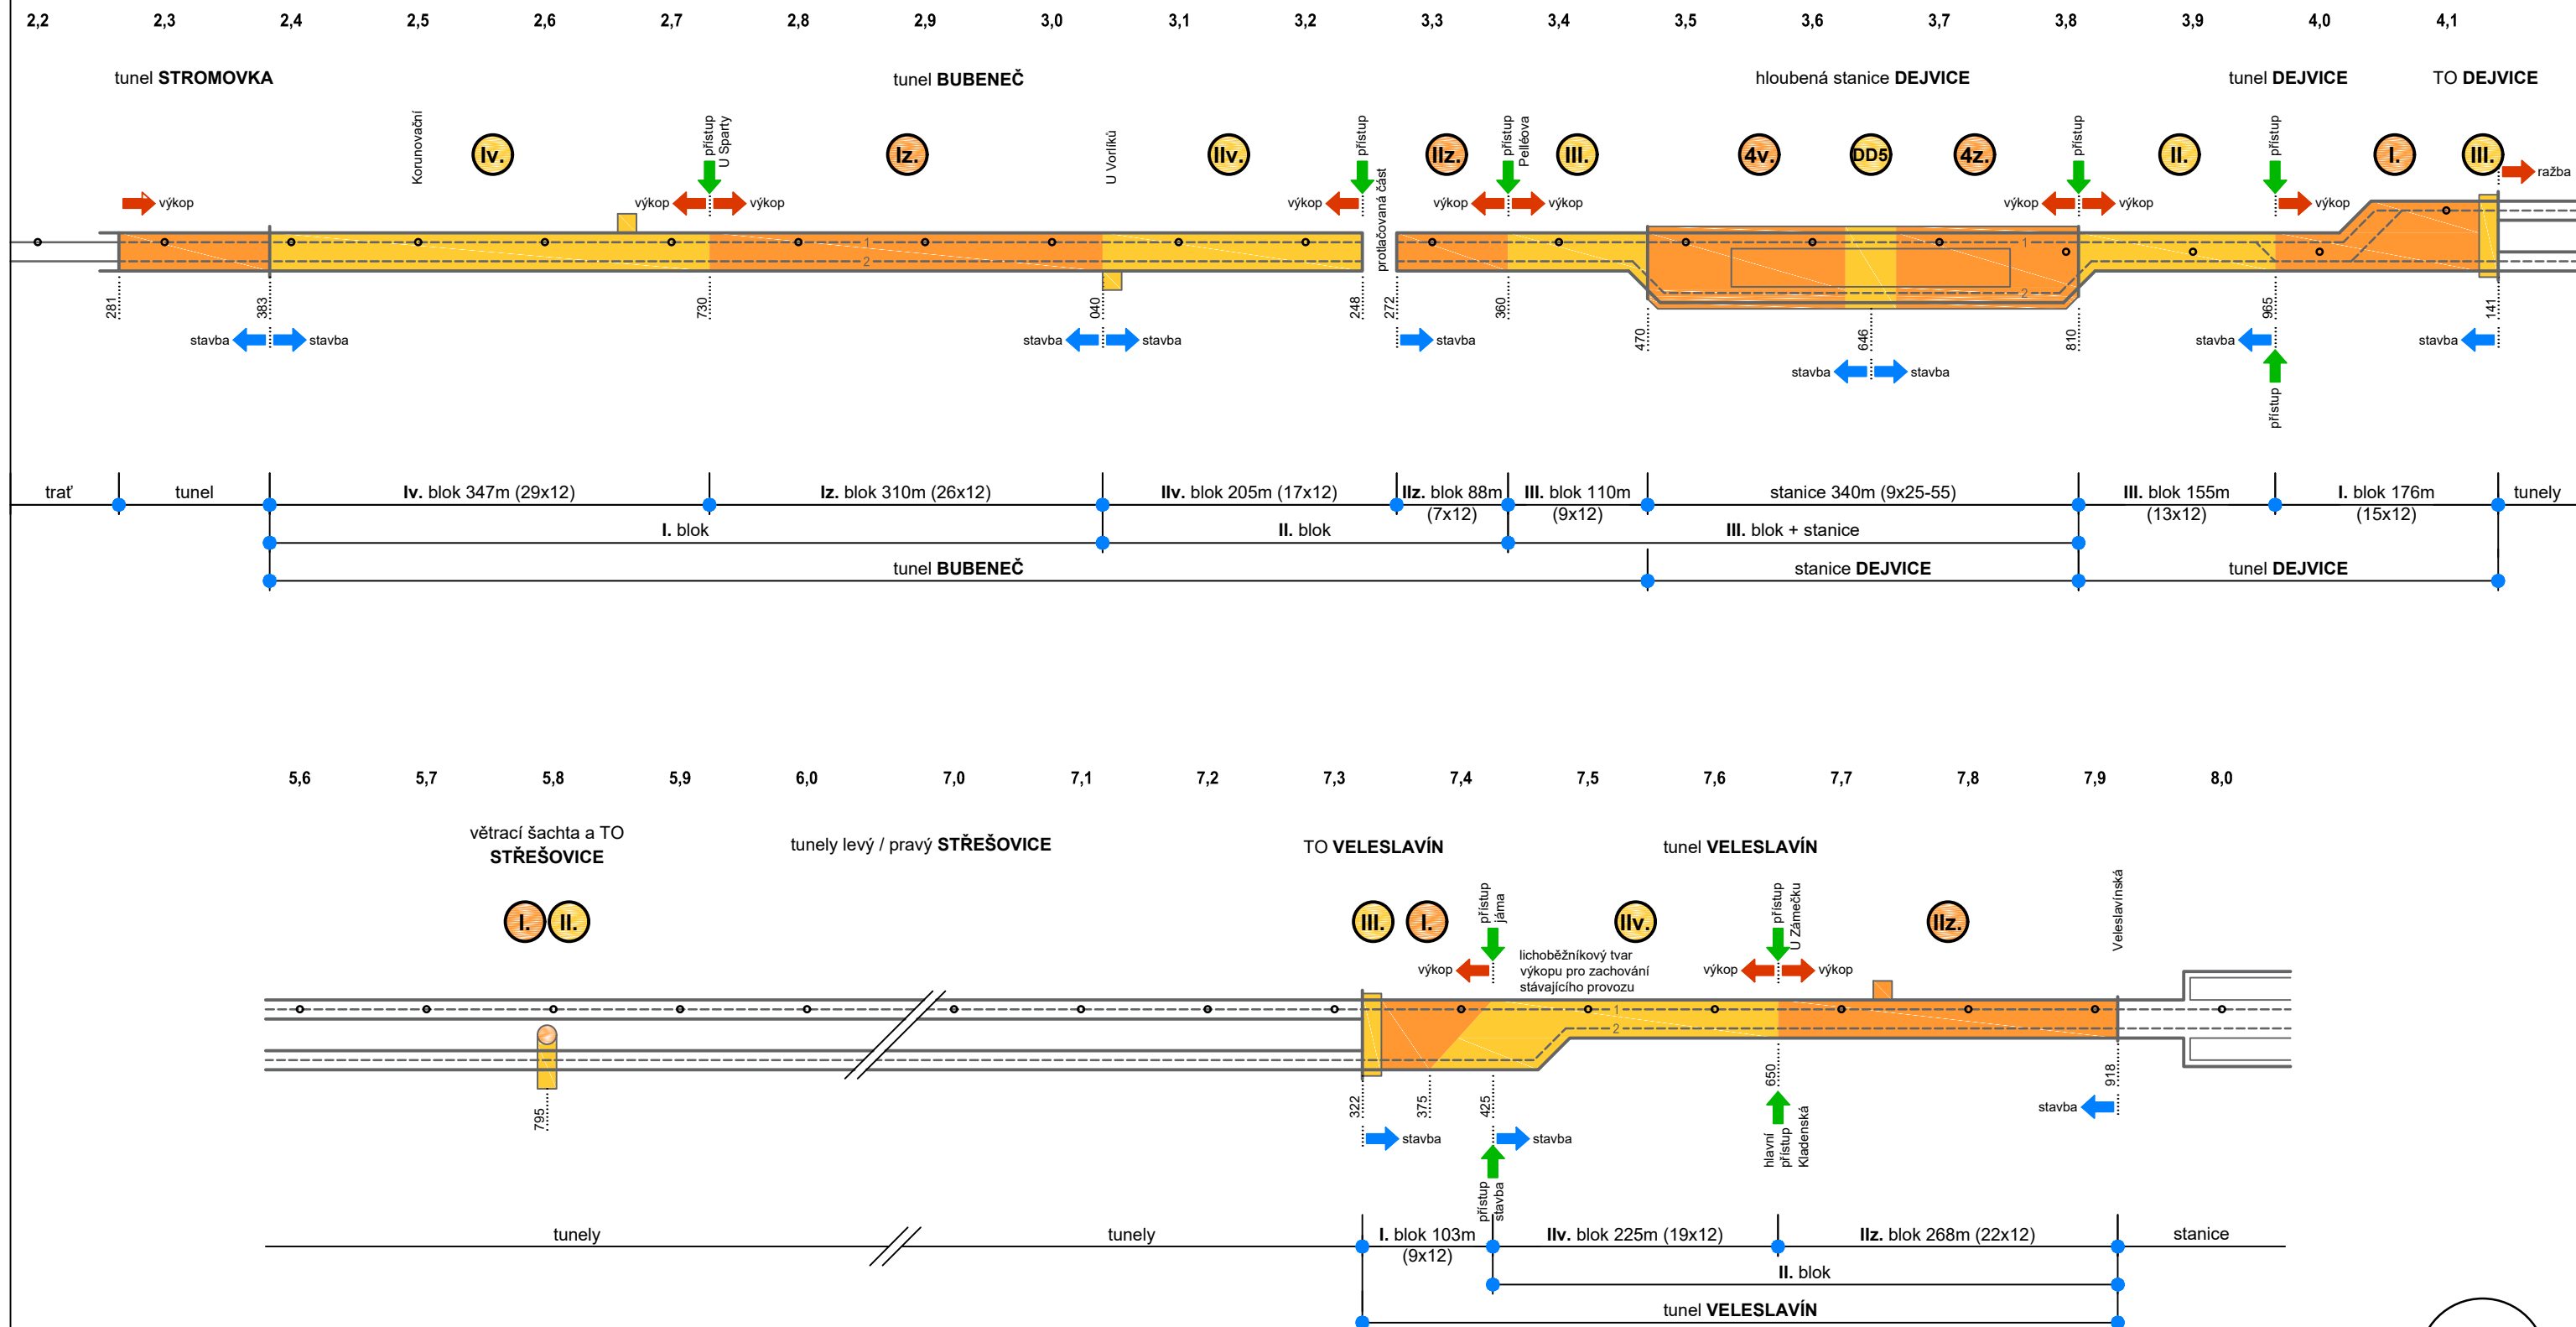 2,2 2,3 2,4 2,5 2,6 2,7 2,8 2,9 3,0 3,1 3,2 3,3 3,4 3,5 3,6 3,7 3,8 3,9 4,0 4,1
tunel STROMOVKA
tunel BUBENEČ
hloubená stanice DEJVICE
tunel DEJVICE
TO DEJVICE
Korunovační
přístup
U Sparty
U Vorlíků
přístup
protlačovaná část
přístup
Pelléova
přístup
přístup
Iv. Iz. IIv. IIz. III. 4v. DD5 4z. II. I. III.
ražba
výkop výkop výkop výkop výkop výkop výkop výkop výkop
1 1
2 2
281 383 730 040 248 272 360 470 646 810 965 141
stavba stavba stavba stavba stavba stavba stavba
stavba stavba
přístup
trať tunel Iv. blok 347m (29x12) Iz. blok 310m (26x12) IIv. blok 205m (17x12) IIz. blok 88m III. blok 110m stanice 340m (9x25-55) III. blok 155m I. blok 176m tunely
(7x12) (9x12) (13x12) (15x12)
I. blok II. blok III. blok + stanice
tunel BUBENEČ stanice DEJVICE tunel DEJVICE
5,6 5,7 5,8 5,9 6,0 7,0 7,1 7,2 7,3 7,4 7,5 7,6 7,7 7,8 7,9 8,0
větrací šachta a TO
STŘEŠOVICE
tunely levý / pravý STŘEŠOVICE
TO VELESLAVÍN
tunel VELESLAVÍN
přístup
jáma
přístup
U Zámečku
Veleslavínská
I. II. III. I. IIv. IIz.
lichoběžníkový tvar
výkopu pro zachování
stávajícího provozu
výkop výkop výkop
1
2
795 322 375 425 650 918
stavba
stavba stavba
hlavní
přístup
Kladenská
přístup
stavba
tunely tunely I. blok 103m IIv. blok 225m (19x12) IIz. blok 268m (22x12) stanice
(9x12)
II. blok
tunel VELESLAVÍN